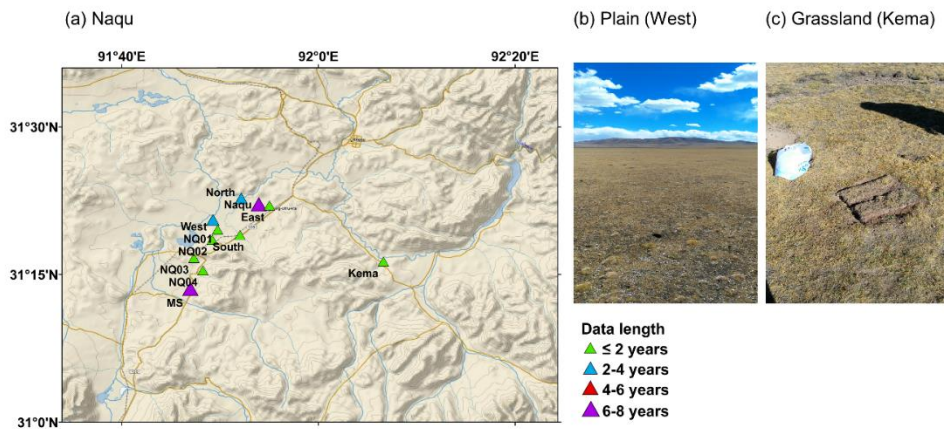 (a) Naqu
(b) Plain (West)
(c) Grassland (Kema)
91°40'E
92°0'E
92°20'E
31°30'N
31°15'N
31°0'N
North
Naqu
East
West
NQ01
South
NQ02
NQ03
NQ04
MS
Kema
Data length
≤ 2 years
2-4 years
4-6 years
6-8 years